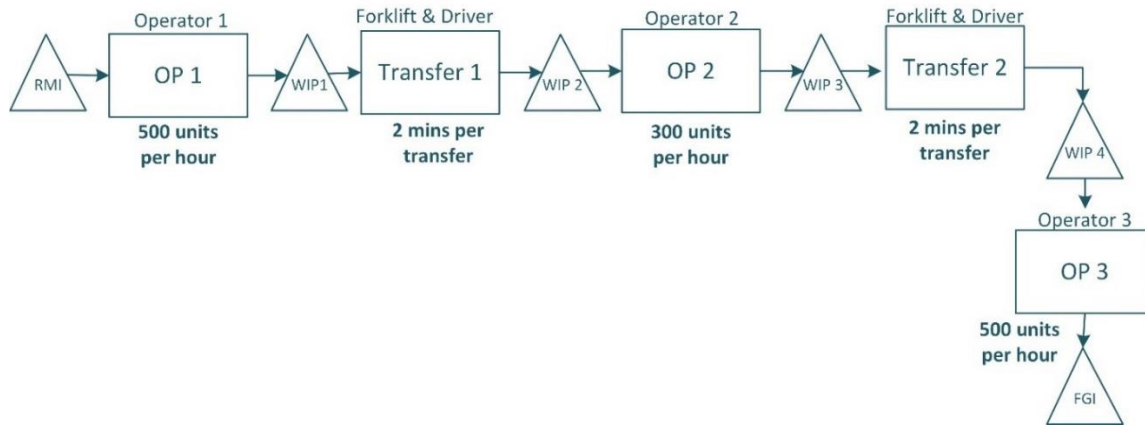 Operator 1
RMI
OP 1
500 units
per hour
WIP1
Forklift & Driver
Transfer 1
2 mins per
transfer
WIP 2
Operator 2
OP 2
300 units
per hour
WIP 3
Forklift & Driver
Transfer 2
2 mins per
transfer
WIP 4
Operator 3
OP 3
500 units
per hour
FGI